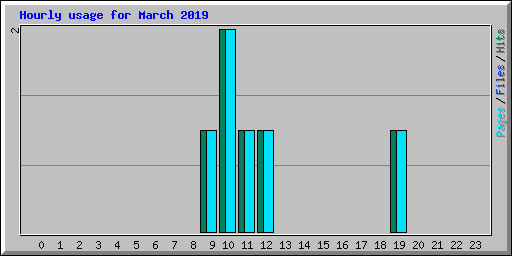 Hourly usage for March 2019
2
Pages/Files/Hits
0 1 2 3 4 5 6 7 8 9 10 11 12 13 14 15 16 17 18 19 20 21 22 23